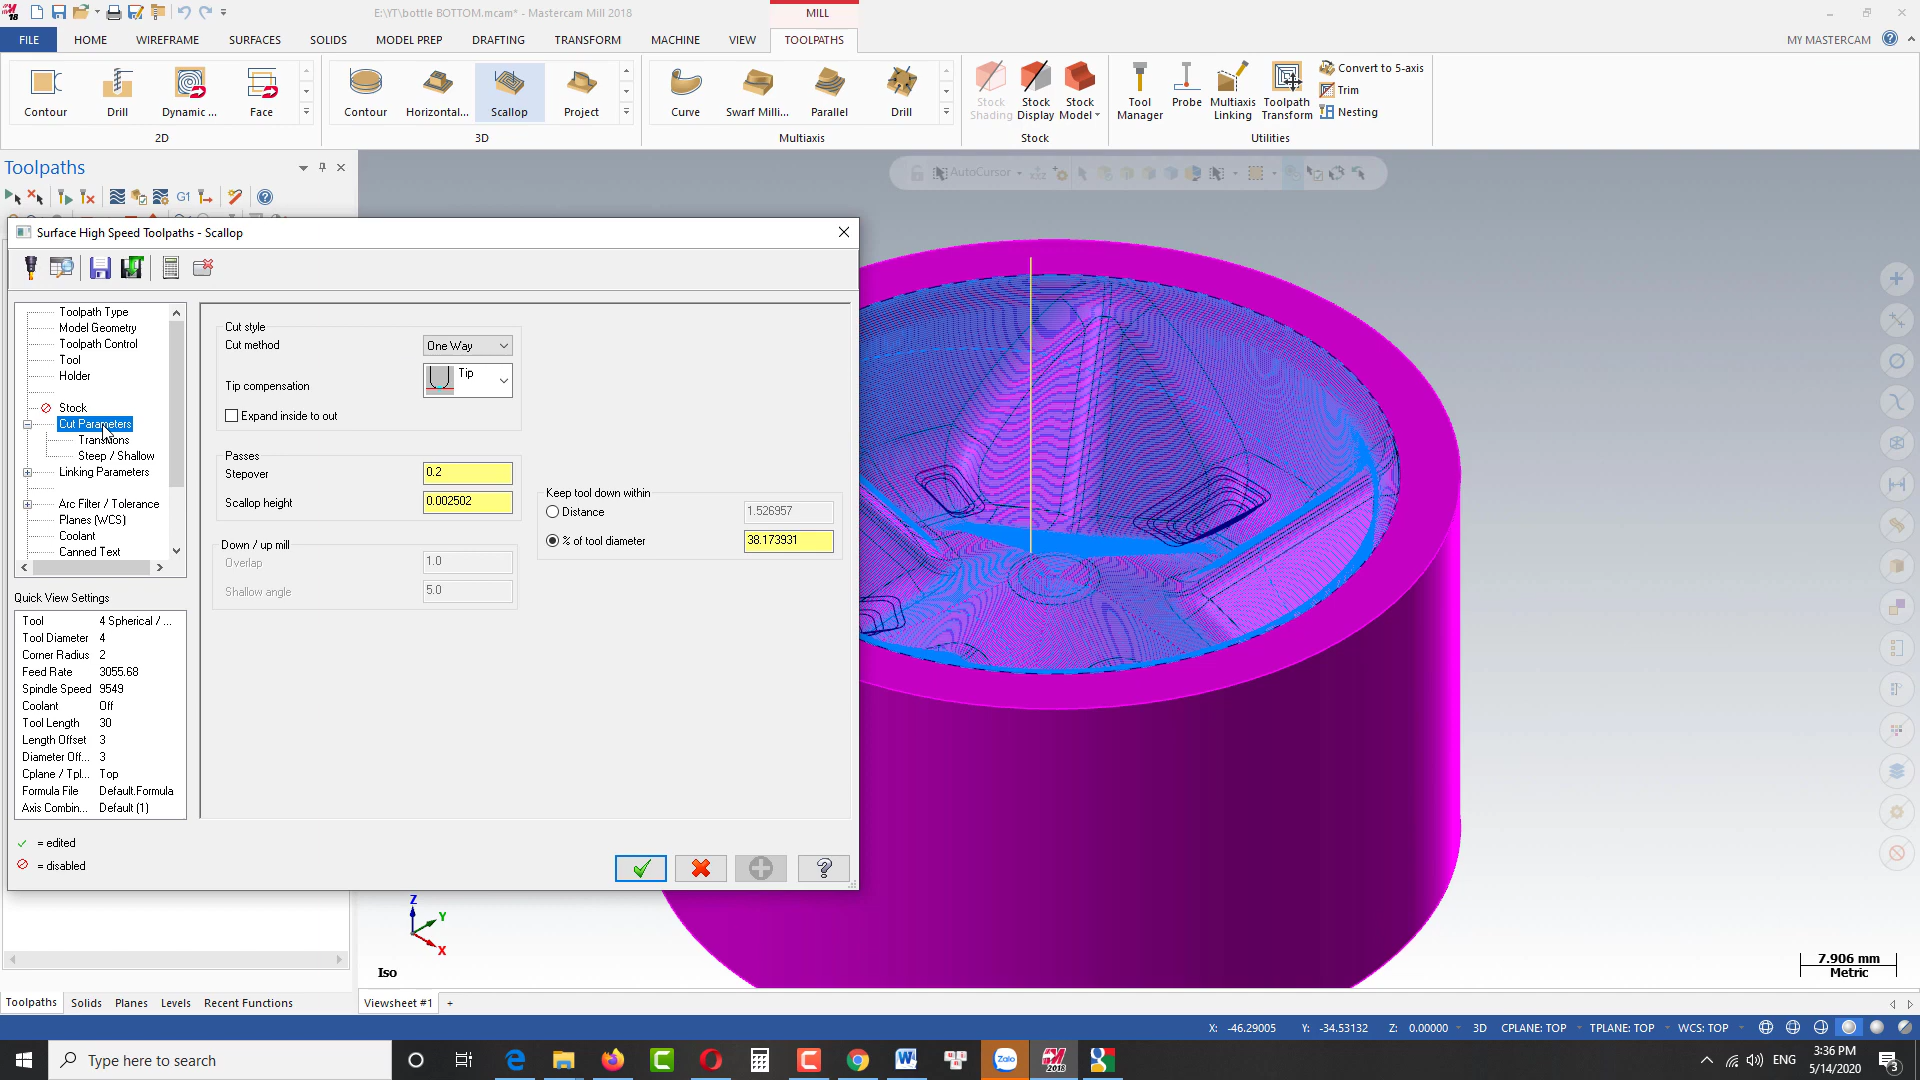 E:\YT\bottle BOTTOM.mcam* - Mastercam Mill 2018
MILL
FILE HOME WIREFRAME SURFACES SOLIDS MODEL PREP DRAFTING TRANSFORM MACHINE VIEW TOOLPATHS MY MASTERCAM
Contour Drill Dynamic ... Face Contour Horizontal... Scallop Project Curve Swarf Milli... Parallel Drill
Stock Shading
Stock Display
Stock Model
Tool Manager
Probe
Multiaxis Linking
Toolpath Transform
Convert to 5-axis
Trim
Nesting
2D 3D Multiaxis Stock Utilities
Toolpaths
G1
AutoCursor
Surface High Speed Toolpaths - Scallop
Toolpath Type
Model Geometry
Toolpath Control
Tool
Holder
Stock
Cut Parameters
Transitions
Steep / Shallow
Linking Parameters
Arc Filter / Tolerance
Planes (WCS)
Coolant
Canned Text
Cut style
Cut method One Way
Tip compensation Tip
Expand inside to out
Passes
Stepover 0.2
Scallop height 0.002502
Down / up mill
Overlap 1.0
Shallow angle 5.0
Keep tool down within
Distance 1.526957
% of tool diameter 38.173931
Quick View Settings
Tool 4 Spherical / ...
Tool Diameter 4
Corner Radius 2
Feed Rate 3055.68
Spindle Speed 9549
Coolant Off
Tool Length 30
Length Offset 3
Diameter Off... 3
Cplane / Tpl... Top
Formula File Default.Formula
Axis Combin... Default (1)
= edited
= disabled
Z
Y
X
Iso
7.906 mm
Metric
Toolpaths Solids Planes Levels Recent Functions Viewsheet #1 +
X: -46.29005 Y: -34.53132 Z: 0.00000 3D CPLANE: TOP TPLANE: TOP WCS: TOP
Type here to search
Zalo
2018
ENG
3:36 PM
5/14/2020
3